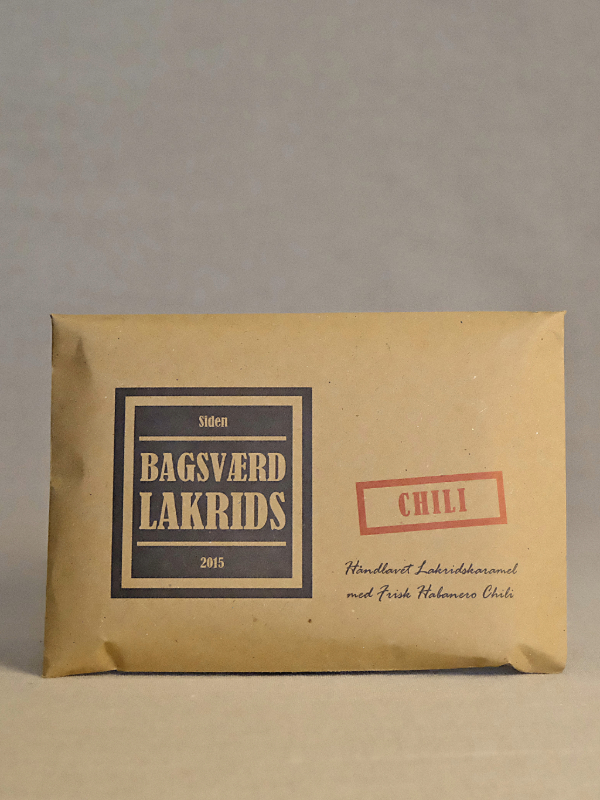 Siden
BAGSVÆRD
LAKRIDS
2015
CHILI
Håndlavet Lakridskaramel
med Frisk Habanero Chili